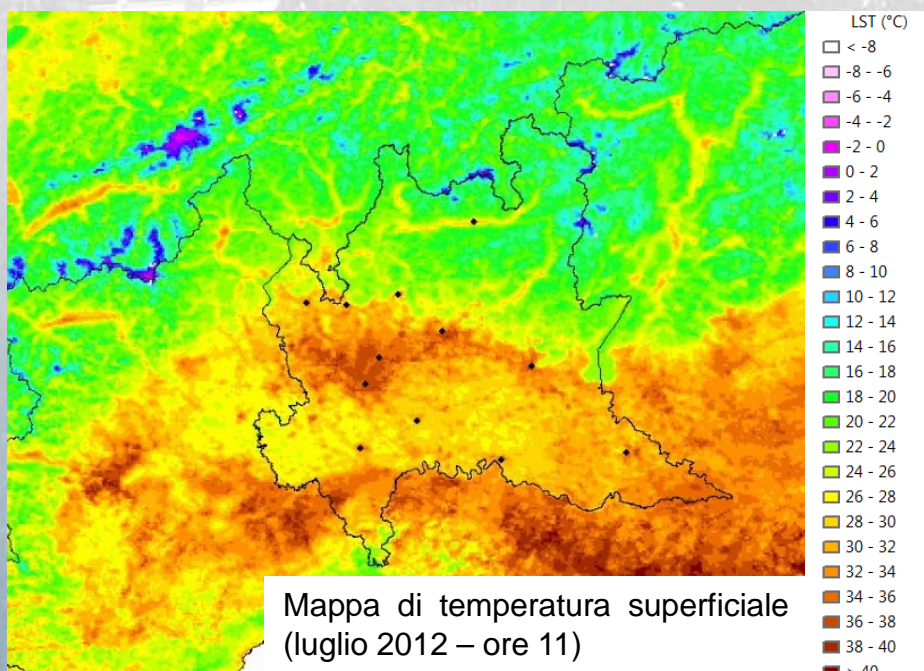 LST (°C)
< -8
-8 - -6
-6 - -4
-4 - -2
-2 - 0
0 - 2
2 - 4
4 - 6
6 - 8
8 - 10
10 - 12
12 - 14
14 - 16
16 - 18
18 - 20
20 - 22
22 - 24
24 - 26
26 - 28
28 - 30
30 - 32
32 - 34
34 - 36
36 - 38
38 - 40
> 40
Mappa di temperatura superficiale
(luglio 2012 – ore 11)